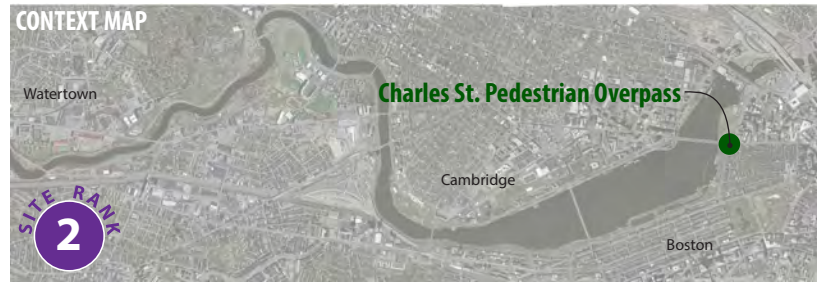 CONTEXT MAP
Watertown
Charles St. Pedestrian Overpass
Cambridge
SITE RANK
2
Boston